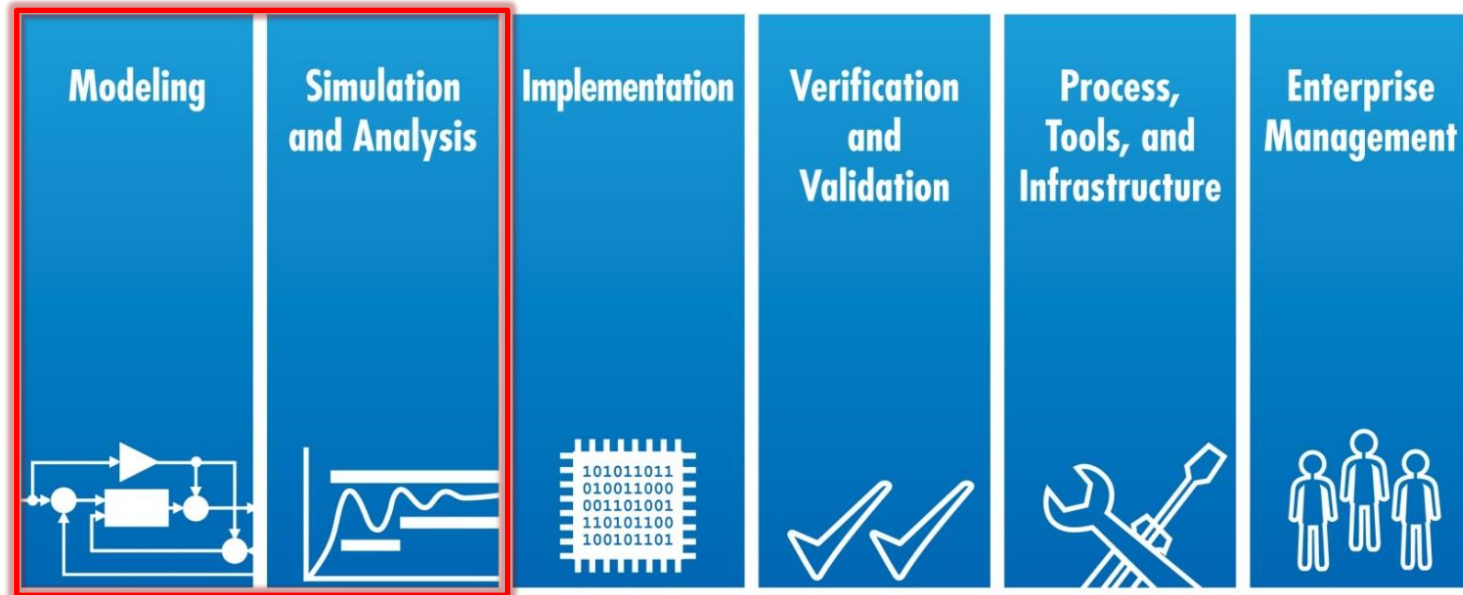 Modeling
Simulation
and Analysis
Implementation
101011011
010011000
001101001
110101100
100101101
Verification
and
Validation
Process,
Tools, and
Infrastructure
Enterprise
Management